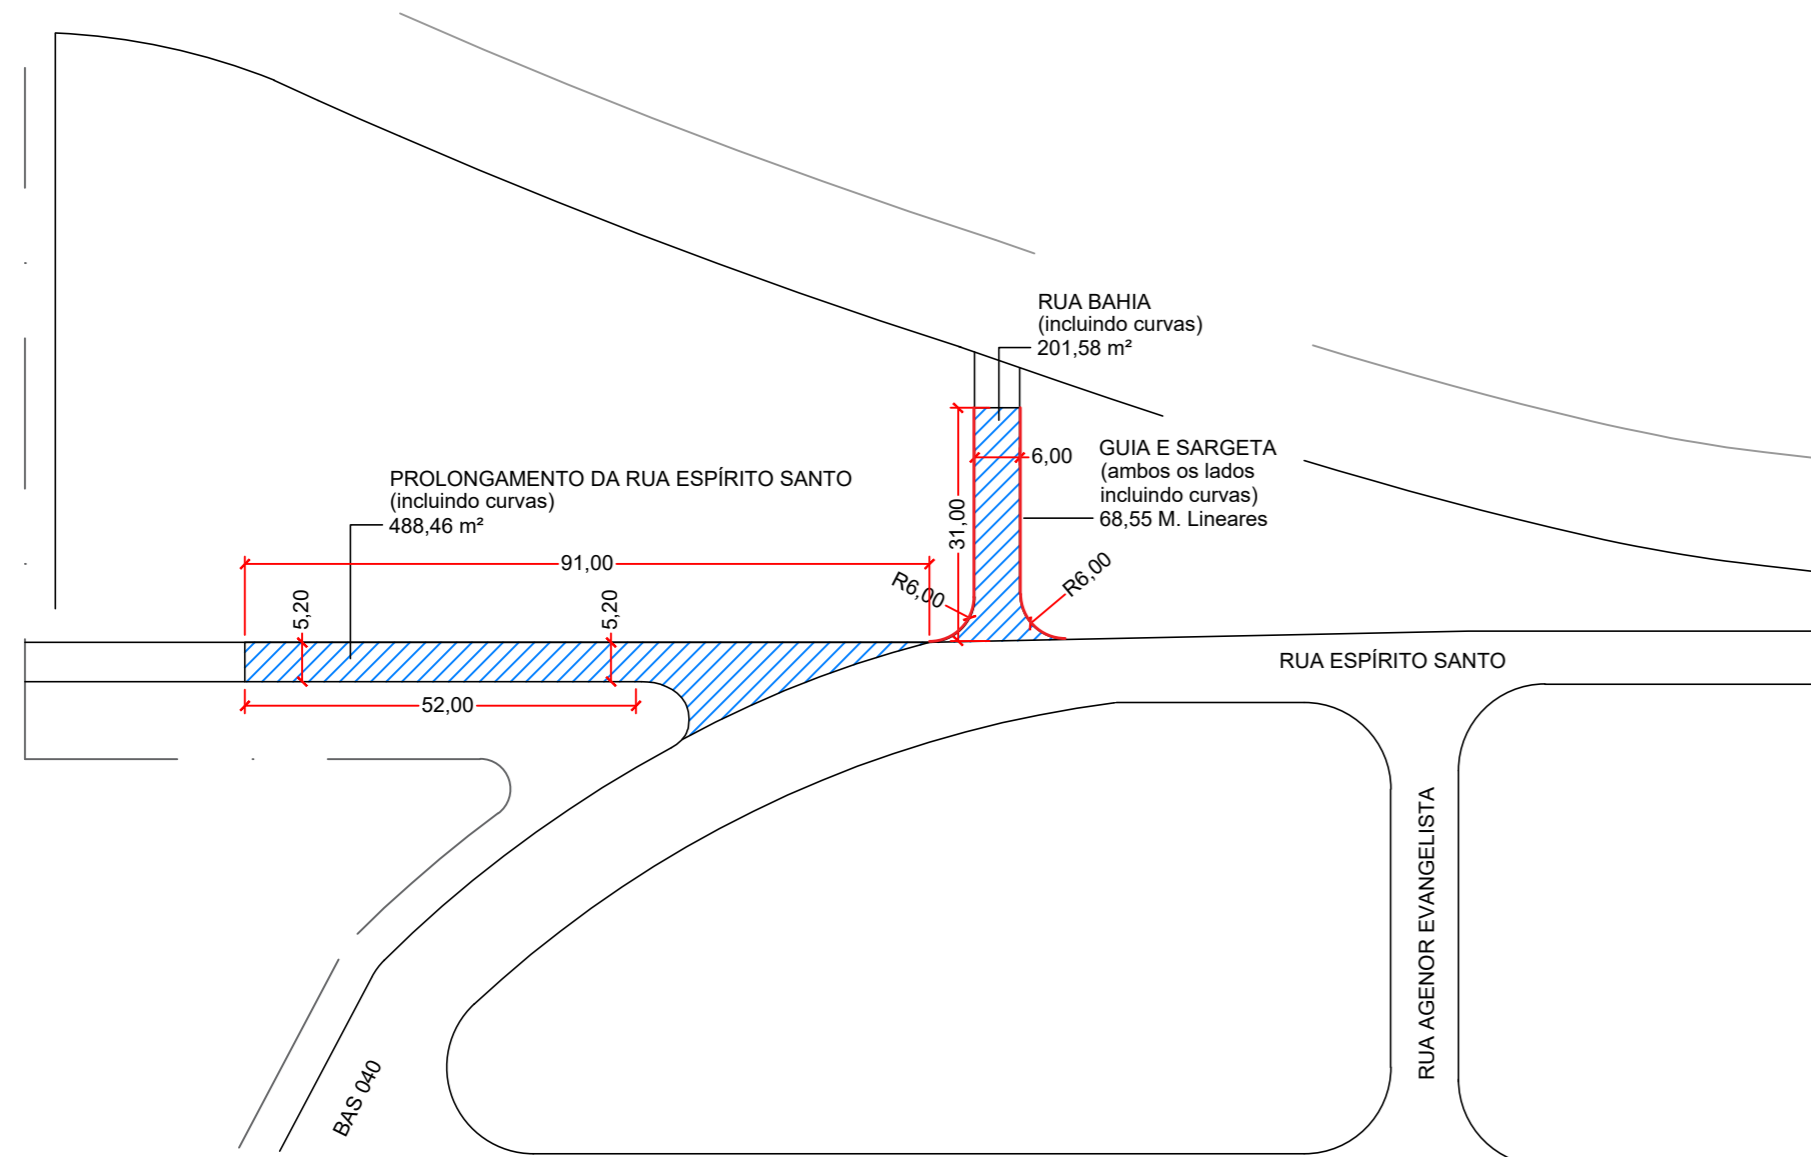 RUA BAHIA
(incluindo curvas)
201,58 m²
GUIA E SARGETA
(ambos os lados
incluindo curvas)
68,55 M. Lineares
6,00
31,00
R6,00
R6,00
PROLONGAMENTO DA RUA ESPÍRITO SANTO
(incluindo curvas)
488,46 m²
91,00
5,20
5,20
52,00
RUA ESPÍRITO SANTO
RUA AGENOR EVANGELISTA
BAS 040